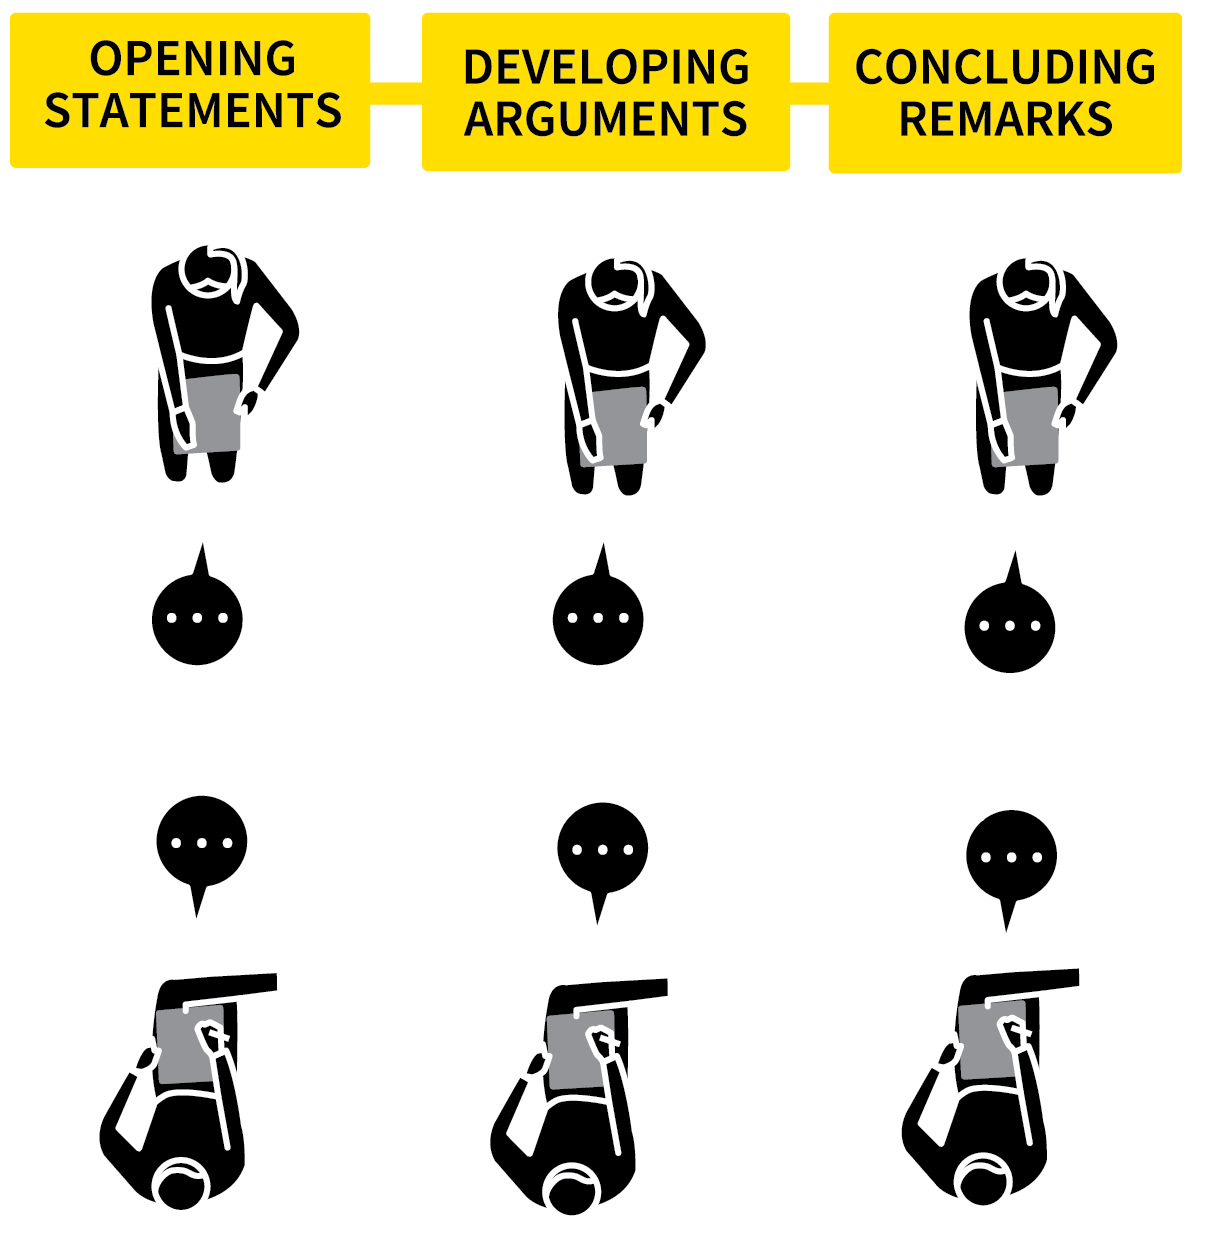 OPENING
STATEMENTS
DEVELOPING
ARGUMENTS
CONCLUDING
REMARKS